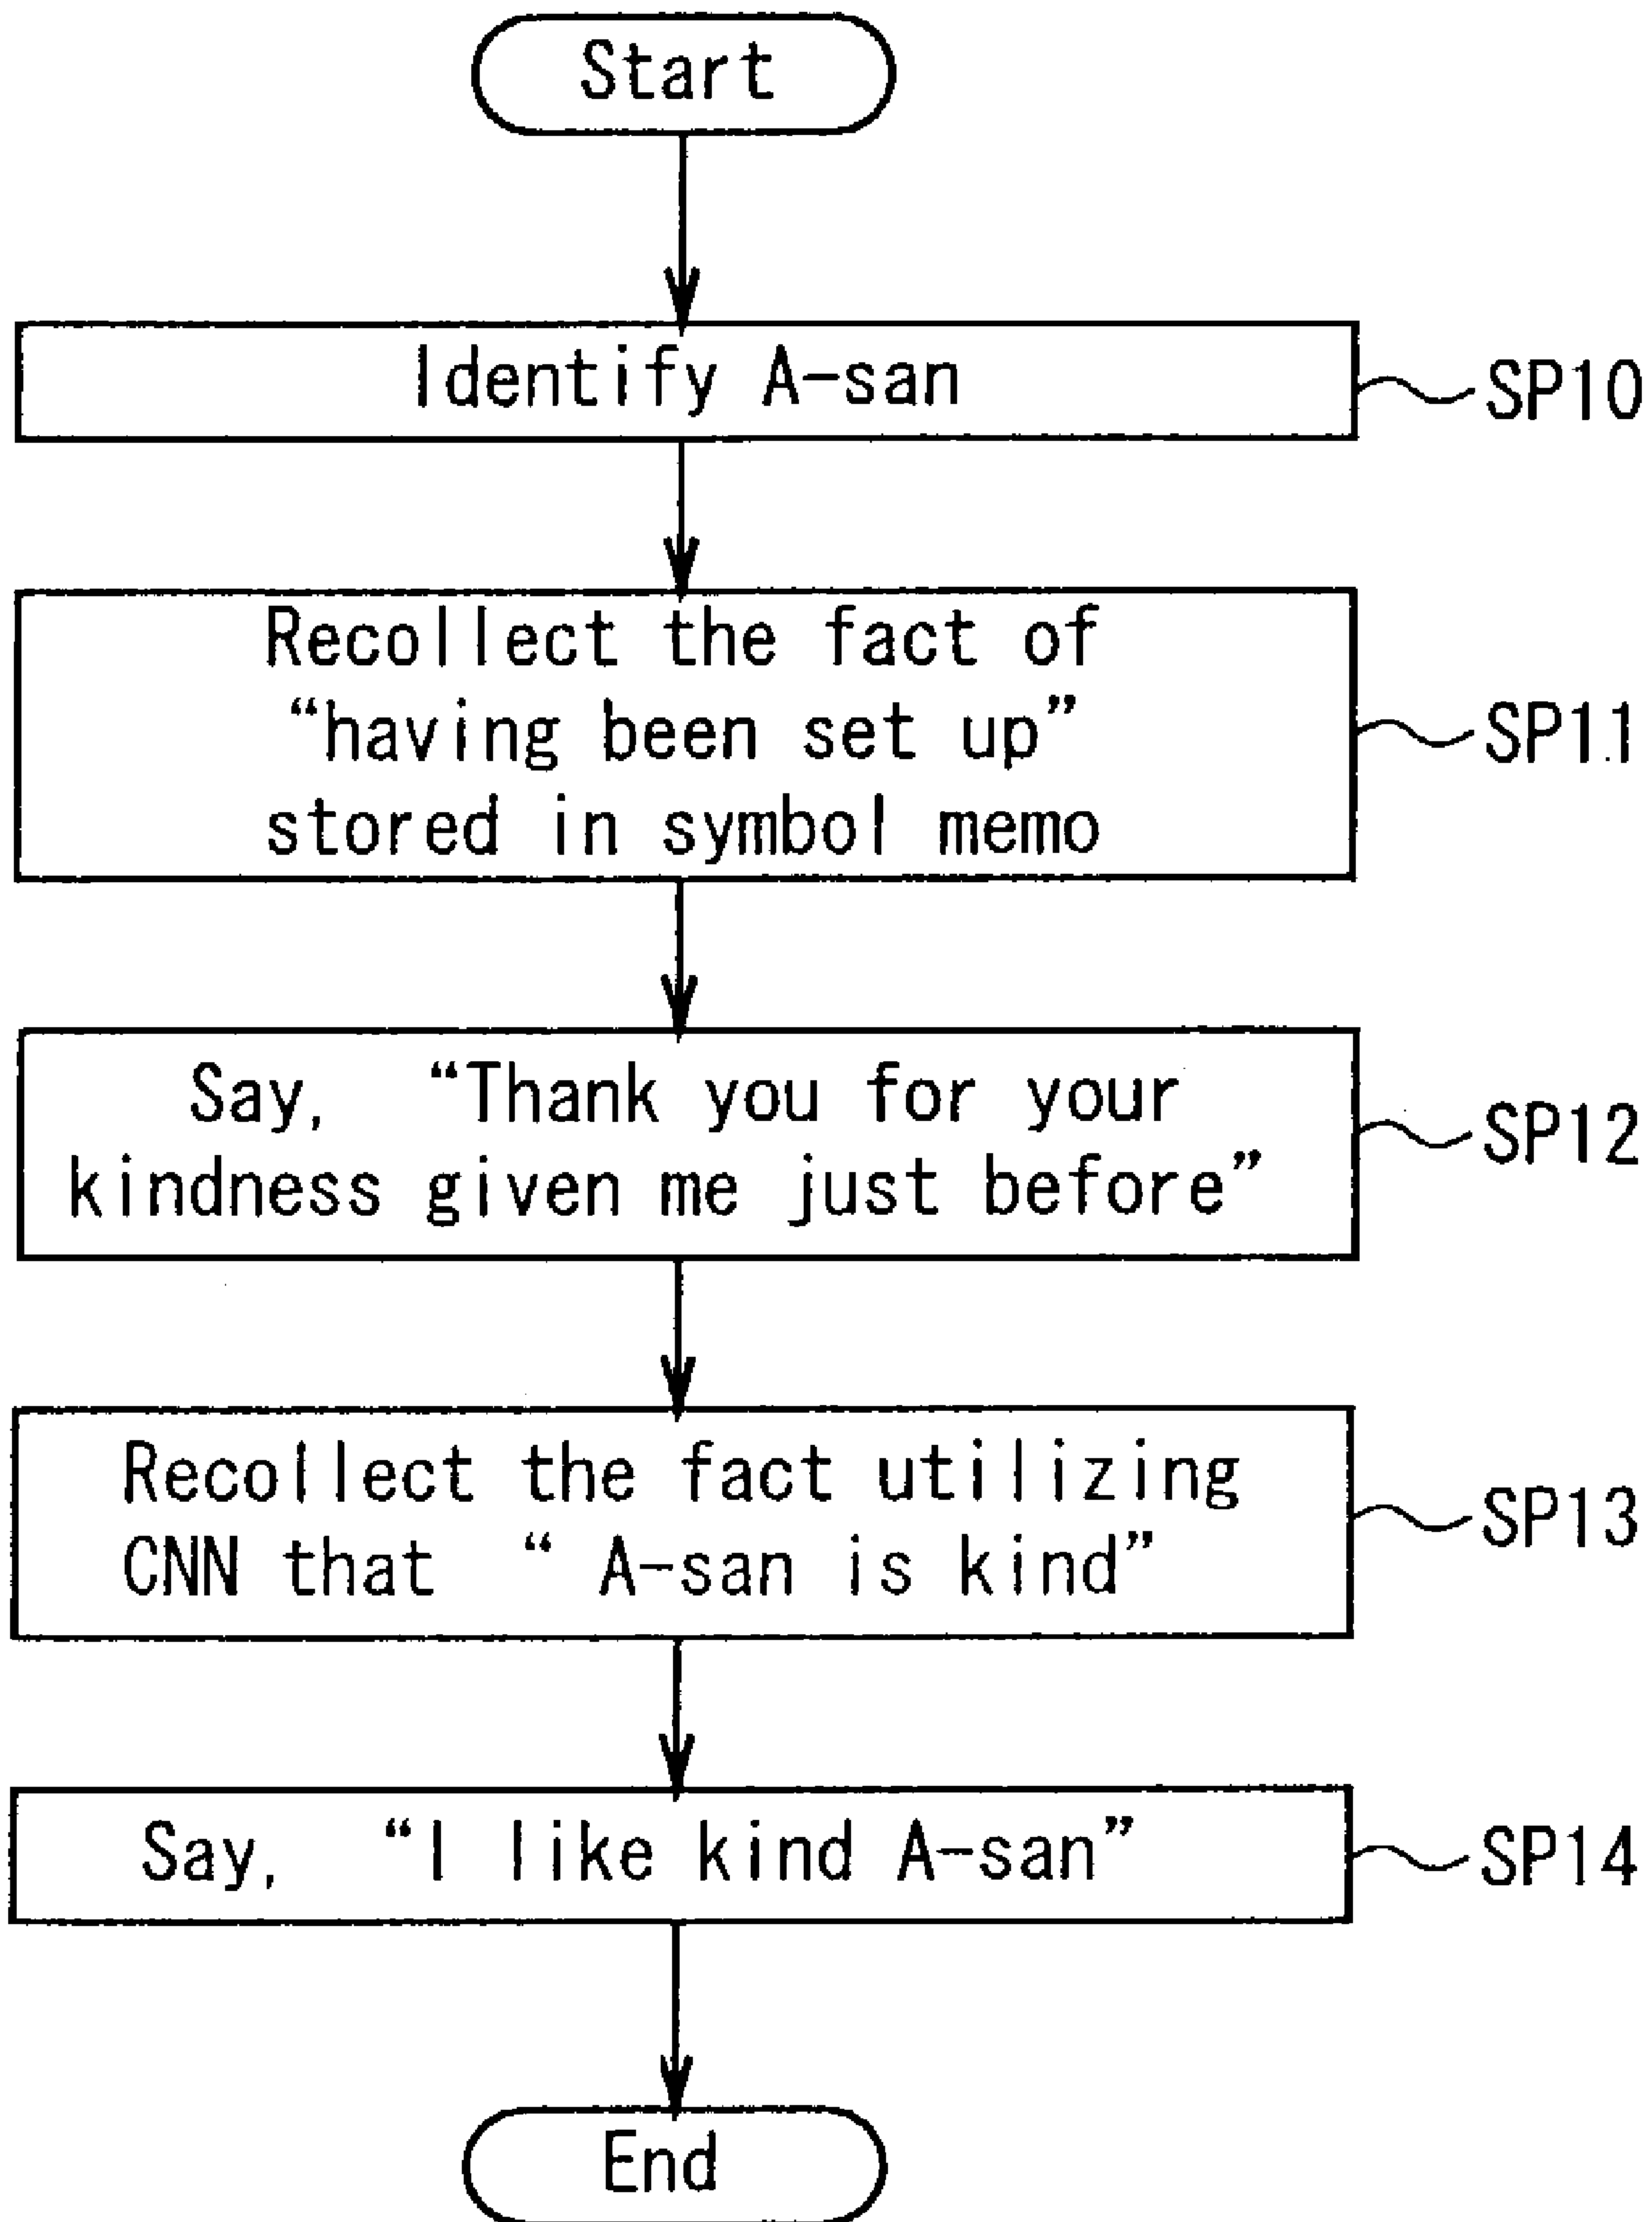 Start
Identify A-san
SP10
Recollect the fact of
“having been set up”
stored in symbol memo
SP11
Say, “Thank you for your
kindness given me just before”
SP12
Recollect the fact utilizing
CNN that “ A-san is kind”
SP13
Say, “I like kind A-san”
SP14
End